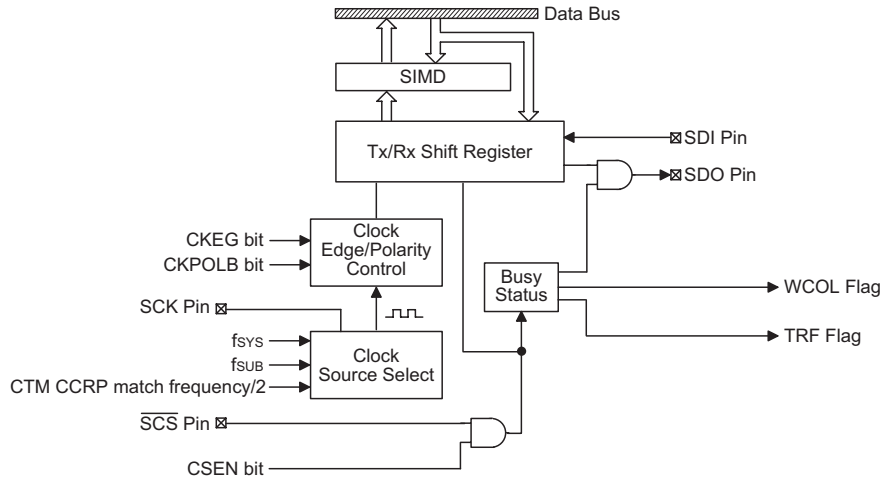 Data Bus
SIMD
Tx/Rx Shift Register
SDI Pin
SDO Pin
CKEG bit
CKPOLB bit
Clock
Edge/Polarity
Control
Busy
Status
WCOL Flag
TRF Flag
SCK Pin
fSYS
fSUB
CTM CCRP match frequency/2
Clock
Source Select
SCS Pin
CSEN bit